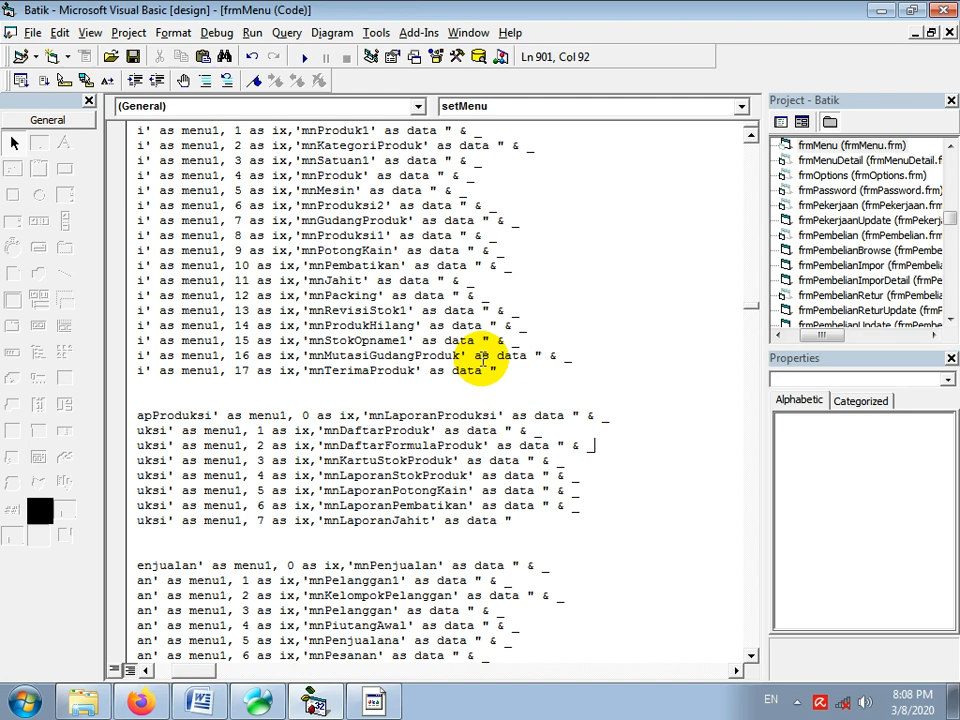 Batik - Microsoft Visual Basic [design] - [frmMenu (Code)]
File Edit View Project Format Debug Run Query Diagram Tools Add-Ins Window Help
Ln 901, Col 92
General
(General) setMenu
i' as menu1, 1 as ix,'mnProduk1' as data " & _
i' as menu1, 2 as ix,'mnKategoriProduk' as data " & _
i' as menu1, 3 as ix,'mnSatuan1' as data " & _
i' as menu1, 4 as ix,'mnProduk' as data " & _
i' as menu1, 5 as ix,'mnMesin' as data " & _
i' as menu1, 6 as ix,'mnProduksi2' as data " & _
i' as menu1, 7 as ix,'mnGudangProduk' as data " & _
i' as menu1, 8 as ix,'mnProduksi1' as data " & _
i' as menu1, 9 as ix,'mnPotongKain' as data " & _
i' as menu1, 10 as ix,'mnPembatikan' as data " & _
i' as menu1, 11 as ix,'mnJahit' as data " & _
i' as menu1, 12 as ix,'mnPacking' as data " & _
i' as menu1, 13 as ix,'mnRevisiStok1' as data " & _
i' as menu1, 14 as ix,'mnProdukHilang' as data " & _
i' as menu1, 15 as ix,'mnStokOpname1' as data " & _
i' as menu1, 16 as ix,'mnMutasiGudangProduk' as data " & _
i' as menu1, 17 as ix,'mnTerimaProduk' as data "
apProduksi' as menu1, 0 as ix,'mnLaporanProduksi' as data " & _
uksi' as menu1, 1 as ix,'mnDaftarProduk' as data " & _
uksi' as menu1, 2 as ix,'mnDaftarFormulaProduk' as data " & _
uksi' as menu1, 3 as ix,'mnKartuStokProduk' as data " & _
uksi' as menu1, 4 as ix,'mnLaporanStokProduk' as data " & _
uksi' as menu1, 5 as ix,'mnLaporanPotongKain' as data " & _
uksi' as menu1, 6 as ix,'mnLaporanPembatikan' as data " & _
uksi' as menu1, 7 as ix,'mnLaporanJahit' as data "
enjualan' as menu1, 0 as ix,'mnPenjualan' as data " & _
an' as menu1, 1 as ix,'mnPelanggan1' as data " & _
an' as menu1, 2 as ix,'mnKelompokPelanggan' as data " & _
an' as menu1, 3 as ix,'mnPelanggan' as data " & _
an' as menu1, 4 as ix,'mnPiutangAwal' as data " & _
an' as menu1, 5 as ix,'mnPenjualana' as data " & _
an' as menu1, 6 as ix,'mnPesanan' as data " & _
Project - Batik
frmMenu (frmMenu.frm)
frmMenuDetail (frmMenuDetail.f
frmOptions (frmOptions.frm)
frmPassword (frmPassword.frm)
frmPekerjaan (frmPekerjaan.frm
frmPekerjaanUpdate (frmPekerj
frmPembelian (frmPembelian.frm
frmPembelianBrowse (frmPembe
frmPembelianImpor (frmPembelia
frmPembelianImporDetail (frmPe
frmPembelianRetur (frmPembelia
frmPembelianReturUpdate (frmP
frmPembelianUpdate (frmPembel
Properties
Alphabetic Categorized
EN
8:08 PM
3/8/2020